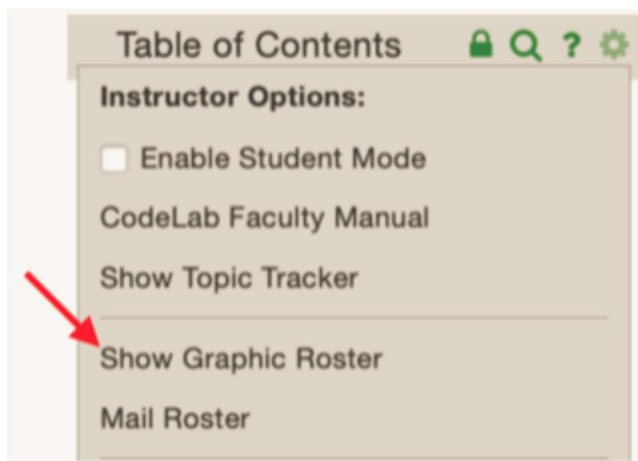 Table of Contents ?
Instructor Options:
Enable Student Mode
CodeLab Faculty Manual
Show Topic Tracker
Show Graphic Roster
Mail Roster